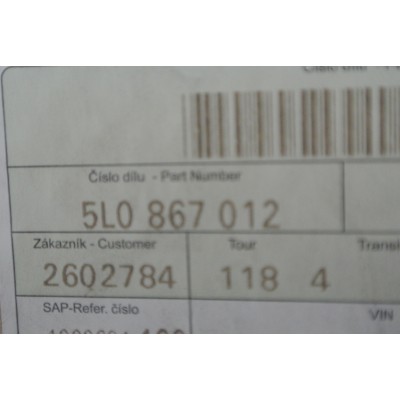 Číslo dílu - Part Number
5L0 867 012
Zákazník - Customer
Tour
2602784
118 4
SAP-Refer. číslo
VIN